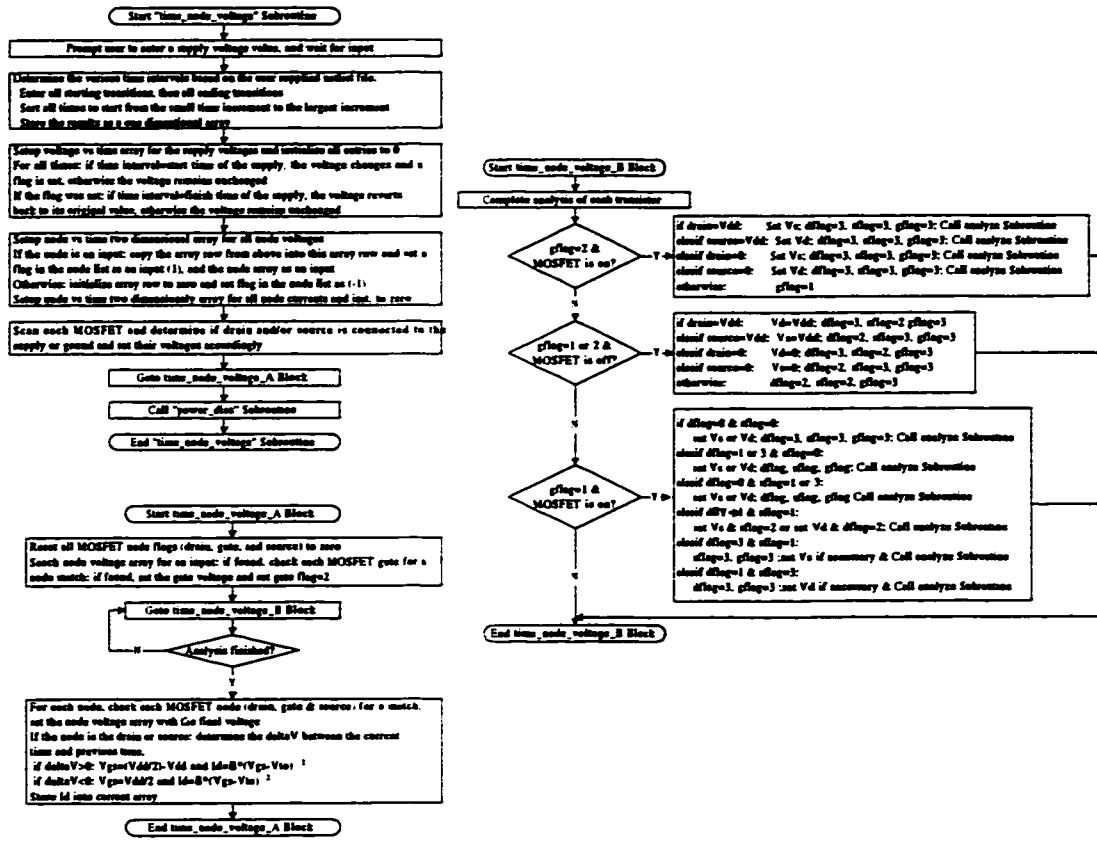 Start "time_node_voltage" Subroutine
Prompt user to enter a supply voltage value, and wait for input
Determine the various time intervals based on the user supplied netlist file.
Enter all starting transitions, then all ending transitions
Sort all times to start from the small time increment to the largest increment
Store the results as a one dimensional array
Setup voltage vs time array for the supply voltages and initialize all entries to 0
For all times: if time interval=start time of the supply, the voltage changes and a
flag is set, otherwise the voltage remains unchanged
If the flag was set: if time interval=finish time of the supply, the voltage reverts
back to its original value, otherwise the voltage remains unchanged
Setup node vs time two dimensional array for all node voltages
If the node is an input: copy the array row from above into this array row and set a
flag in the node list as an input (1), and the node array as an input
Otherwise: initialize array row to zero and set flag in the node list as (-1)
Setup node vs time two dimensionaly array for all node currents and init. to zero
Scan each MOSFET and determine if drain and/or source is connected to the
supply or gound and set their voltages accordingly
Goto time_node_voltage_A Block
Call "power_diss" Subroutine
End "time_node_voltage" Subroutine
Start time_node_voltage_A Block
Reset all MOSFET node flags (drain, gate, and source) to zero
Search node voltage array for an input: if found, check each MOSFET gate for a
node match: if found, set the gate voltage and set gate flag=2
Goto time_node_voltage_B Block
Analysis finished?
N
Y
For each node, check each MOSFET node (drain, gate & source) for a match,
set the node voltage array with the final voltage
If the node is the drain or source: determine the deltaV between the current
time and previous time.
if deltaV>0: Vgs=(Vdd/2)-Vdd and Id=B*(Vgs-Vto) 2
if deltaV<0: Vgs=Vdd/2 and Id=B*(Vgs-Vto) 2
Store Id into current array
End time_node_voltage_A Block
Start time_node_voltage_B Block
Complete analysis of each transistor
gflag=2 &
MOSFET is on?
Y
N
if drain=Vdd: Set Vs; dflag=3, sflag=3, gflag=3: Call analyze Subroutine
elseif source=Vdd: Set Vd; dflag=3, sflag=3, gflag=3: Call analyze Subroutine
elseif drain=0: Set Vs; dflag=3, sflag=3, gflag=3: Call analyze Subroutine
elseif source=0: Set Vd; dflag=3, sflag=3, gflag=3: Call analyze Subroutine
otherwise: gflag=1
gflag=1 or 2 &
MOSFET is off?
Y
N
if drain=Vdd: Vd=Vdd; dflag=3, sflag=2 gflag=3
elseif source=Vdd: Vs=Vdd; dflag=2, sflag=3, gflag=3
elseif drain=0: Vd=0; dflag=3, sflag=2, gflag=3
elseif source=0: Vs=0; dflag=2, sflag=3, gflag=3
otherwise: dflag=2, sflag=2, gflag=3
gflag=1 &
MOSFET is on?
Y
N
if dflag=0 & sflag=0:
set Vs or Vd; dflag=3, sflag=3, gflag=3: Call analyze Subroutine
elseif dflag=1 or 3 & sflag=0:
set Vs or Vd; dflag, sflag, gflag: Call analyze Subroutine
elseif dflag=0 & sflag=1 or 3:
set Vs or Vd; dflag, sflag, gflag Call analyze Subroutine
elseif & sflag=1:
set Vs & sflag=2 or set Vd & dflag=2: Call analyze Subroutine
elseif dflag=3 & sflag=1:
sflag=3, gflag=3 :set Vs if necessary & Call analyze Subroutine
elseif dflag=1 & sflag=3:
dflag=3, gflag=3 :set Vd if necessary & Call analyze Subroutine
End time_node_voltage_B Block